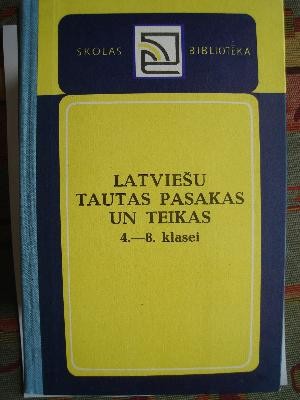 SKOLAS BIBLIOTĒKA
LATVIEŠU
TAUTAS PASAKAS
UN TEIKAS
4.—8. klasei